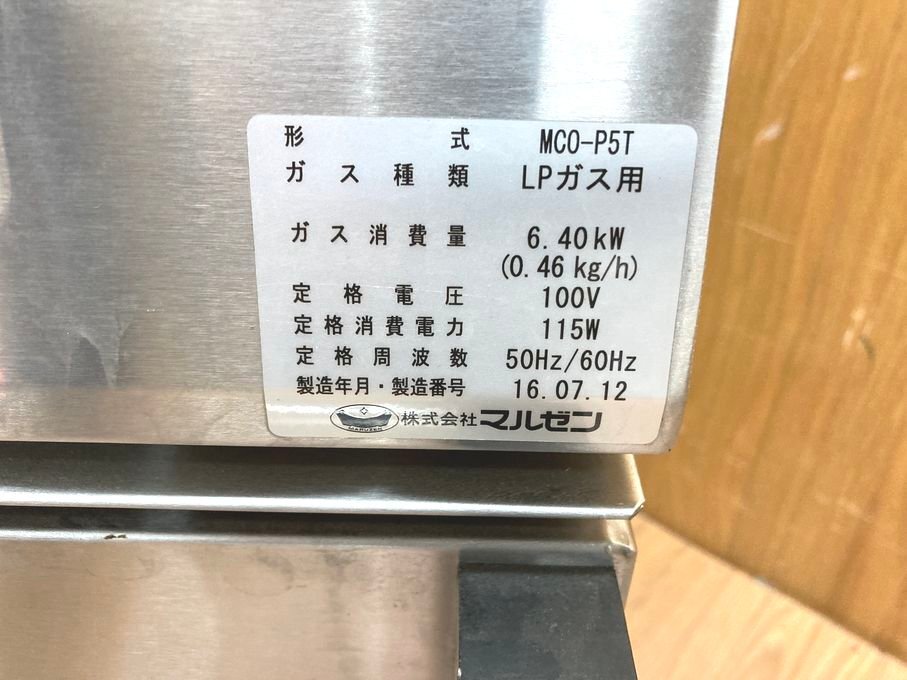 形式 MCO-P5T
ガス種類 LPガス用
ガス消費量 6.40kW
(0.46kg/h)
定格電圧 100V
定格消費電力 115W
定格周波数 50Hz/60Hz
製造年月・製造番号 16.07.12
MARUZEN 株式会社マルゼン